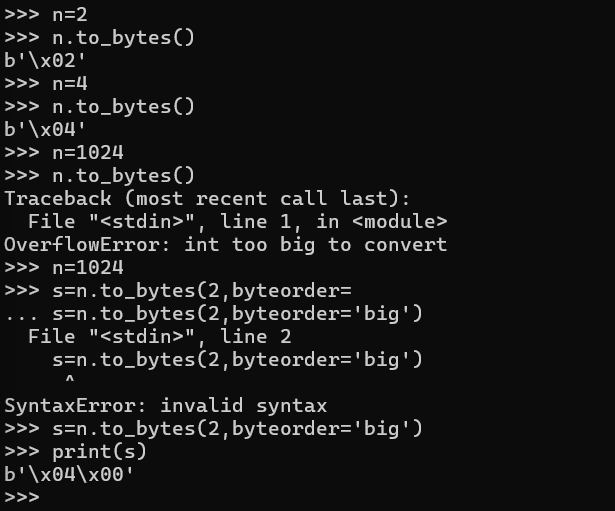 >>> n=2
>>> n.to_bytes()
b'\x02'
>>> n=4
>>> n.to_bytes()
b'\x04'
>>> n=1024
>>> n.to_bytes()
Traceback (most recent call last):
  File "<stdin>", line 1, in <module>
OverflowError: int too big to convert
>>> n=1024
>>> s=n.to_bytes(2,byteorder=
... s=n.to_bytes(2,byteorder='big')
  File "<stdin>", line 2
    s=n.to_bytes(2,byteorder='big')
     ^
SyntaxError: invalid syntax
>>> s=n.to_bytes(2,byteorder='big')
>>> print(s)
b'\x04\x00'
>>>